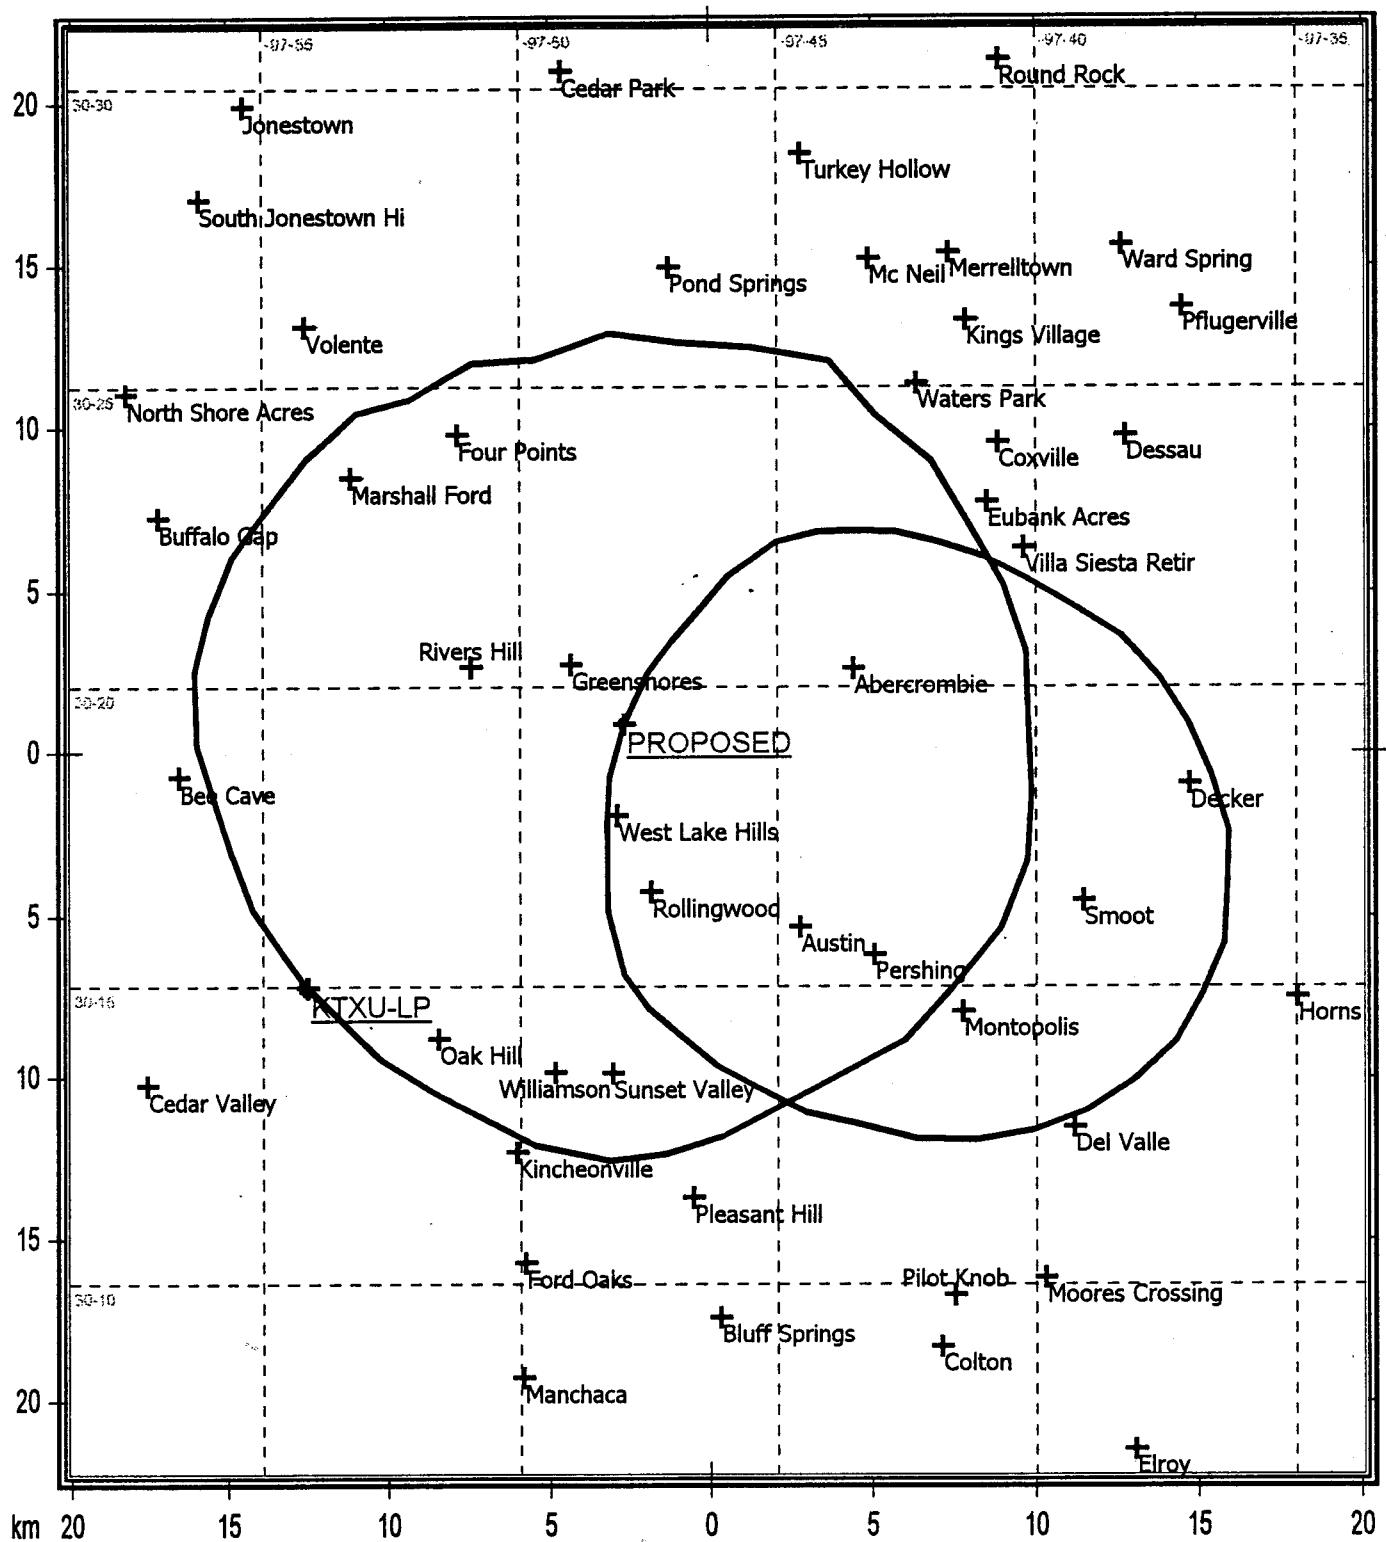 -97-55
-97-50
-97-45
-97-40
-97-35
Round Rock
Cedar Park
20
30-30
Jonestown
Turkey Hollow
South Jonestown Hi
Ward Spring
15
Mc Neil
Merrelltown
Pond Springs
Pflugerville
Kings Village
Volente
30-25
North Shore Acres
Waters Park
10
Four Points
Coxville
Dessau
Marshall Ford
Eubank Acres
Buffalo Gap
Villa Siesta Retir
5
Rivers Hill
Greenshores
Abercrombie
30-20
PROPOSED
0
Bee Cave
Decker
West Lake Hills
Rollingwood
5
Smoot
Austin
Pershing
30-15
KTXU-LP
Horns
Montopolis
Oak Hill
10
Williamson
Sunset Valley
Cedar Valley
Del Valle
Kincheonville
Pleasant Hill
15
Ford Oaks
Pilot Knob
Moores Crossing
30-10
Bluff Springs
Colton
Manchaca
20
Elroy
km 20 15 10 5 0 5 10 15 20